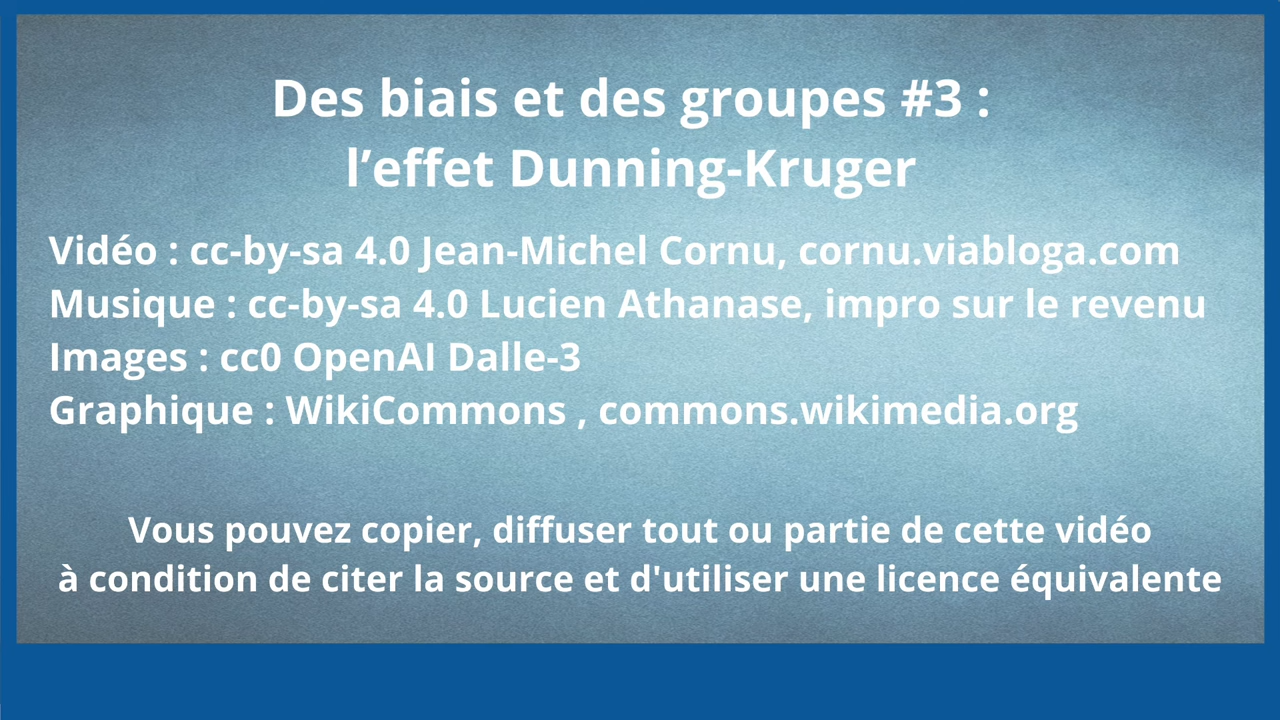 Des biais et des groupes #3 :
l’effet Dunning-Kruger
Vidéo : cc-by-sa 4.0 Jean-Michel Cornu, cornu.viabloga.com
Musique : cc-by-sa 4.0 Lucien Athanase, impro sur le revenu
Images : cc0 OpenAI Dalle-3
Graphique : WikiCommons , commons.wikimedia.org
Vous pouvez copier, diffuser tout ou partie de cette vidéo
à condition de citer la source et d'utiliser une licence équivalente